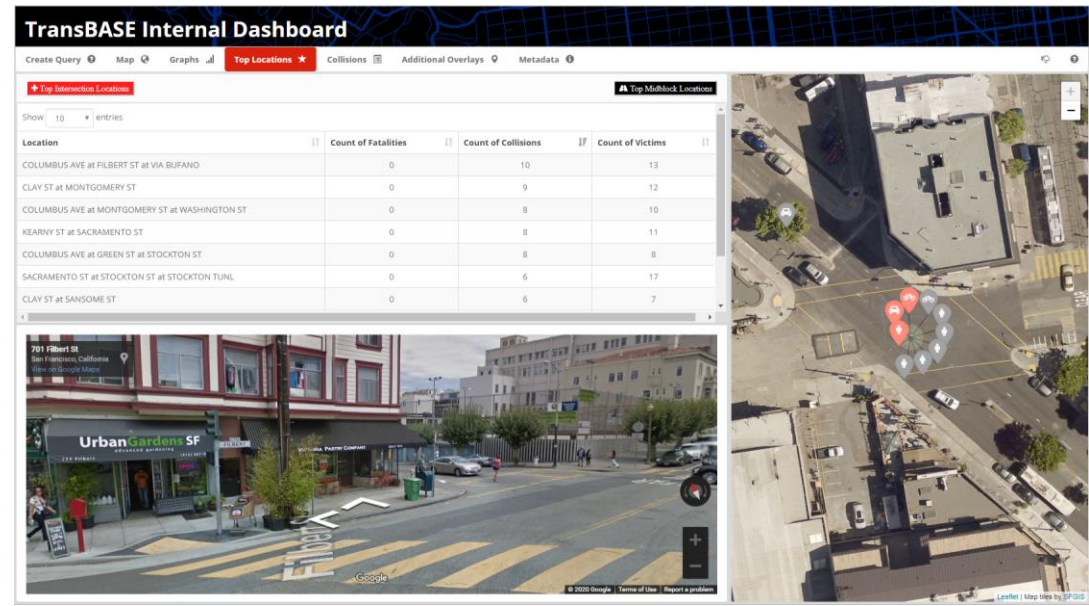 TransBASE Internal Dashboard
Create Query Map Graphs Top Locations Collisions Additional Overlays Metadata
Top Intersection Locations
Top Midblock Locations
Show 10 entries
Location Count of Fatalities Count of Collisions Count of Victims
COLUMBUS AVE at FILBERT ST at VIA BUFANO 0 10 13
CLAY ST at MONTGOMERY ST 0 9 12
COLUMBUS AVE at MONTGOMERY ST at WASHINGTON ST 0 8 10
KEARNY ST at SACRAMENTO ST 0 8 11
COLUMBUS AVE at GREEN ST at STOCKTON ST 0 8 8
SACRAMENTO ST at STOCKTON ST at STOCKTON TUNL 0 6 17
CLAY ST at SANSOME ST 0 6 7
701 Filbert St
San Francisco, California
View on Google Maps
UrbanGardens SF
advanced gardening
FILBERT
PASTRY COMPANY
Filbert
Google
© 2020 Google Terms of Use Report a problem
Leaflet | Map tiles by SFGIS